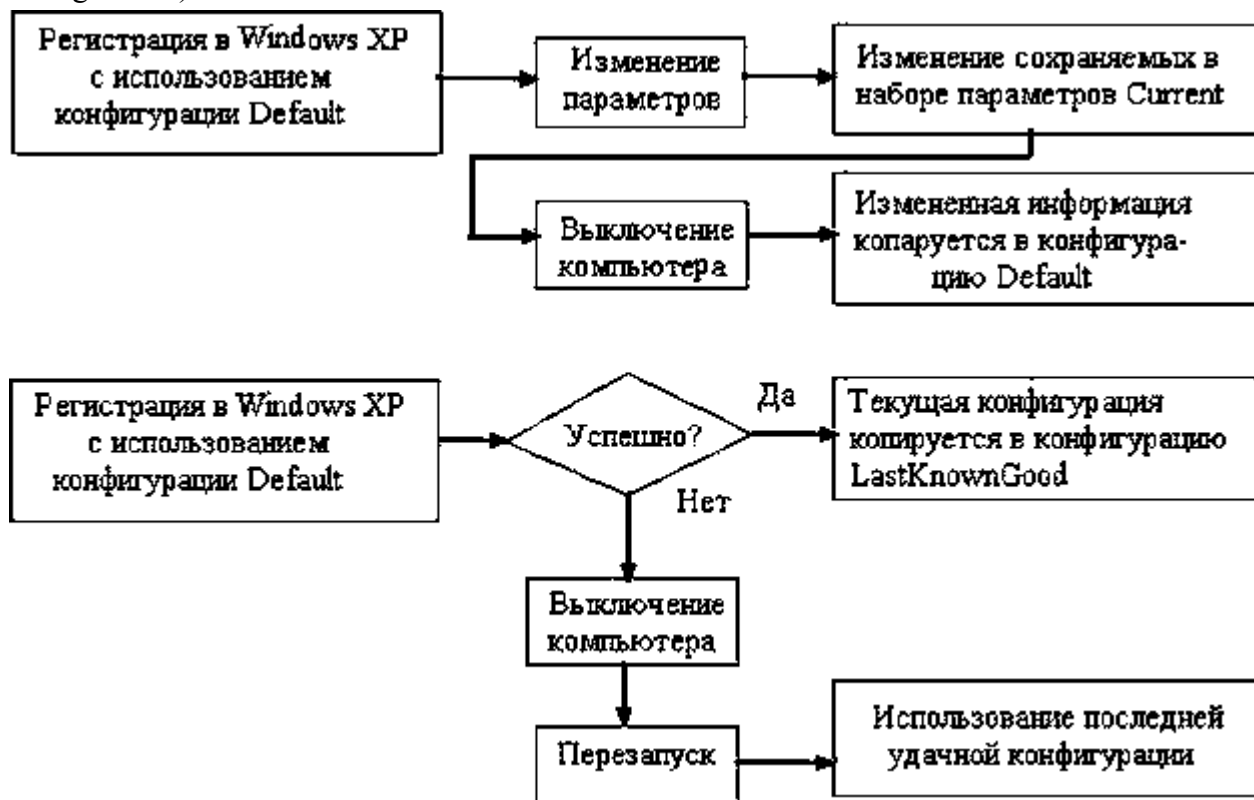 Регистрация в Windows XP
с использованием
конфигурации Default
Изменение
параметров
Изменение сохраняемых в
наборе параметров Current
Выключение
компьютера
Измененная информация
копаруется в конфигура-
цию Default
Регистрация в Windows XP
с использованием
конфигурации Default
Успешно?
Да
Нет
Текущая конфигурация
копируется в конфигурацию
LastKnownGood
Выключение
компьютера
Перезапуск
Использование последней
удачной конфигурации